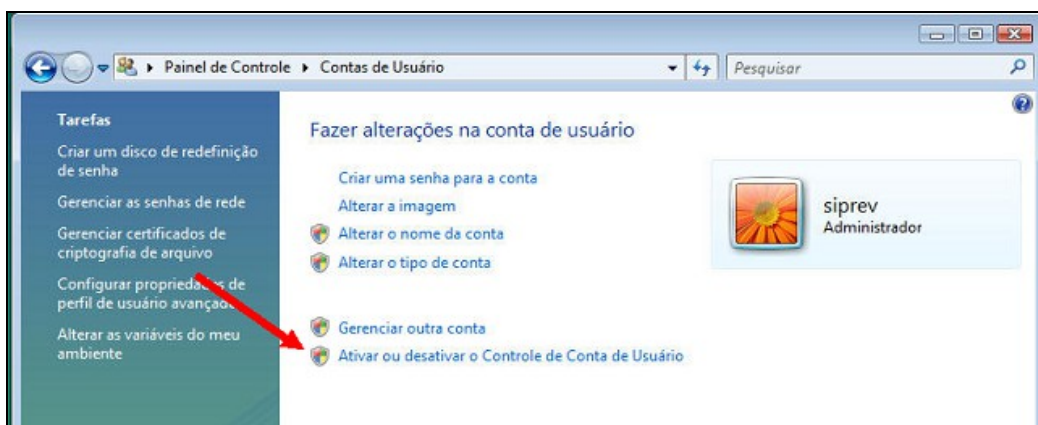 Painel de Controle ▸ Contas de Usuário
Pesquisar
Tarefas
Criar um disco de redefinição
de senha
Gerenciar as senhas de rede
Gerenciar certificados de
criptografia de arquivo
Configurar propriedades de
perfil de usuário avançado
Alterar as variáveis do meu
ambiente
Fazer alterações na conta de usuário
Criar uma senha para a conta
Alterar a imagem
Alterar o nome da conta
Alterar o tipo de conta
Gerenciar outra conta
Ativar ou desativar o Controle de Conta de Usuário
siprev
Administrador